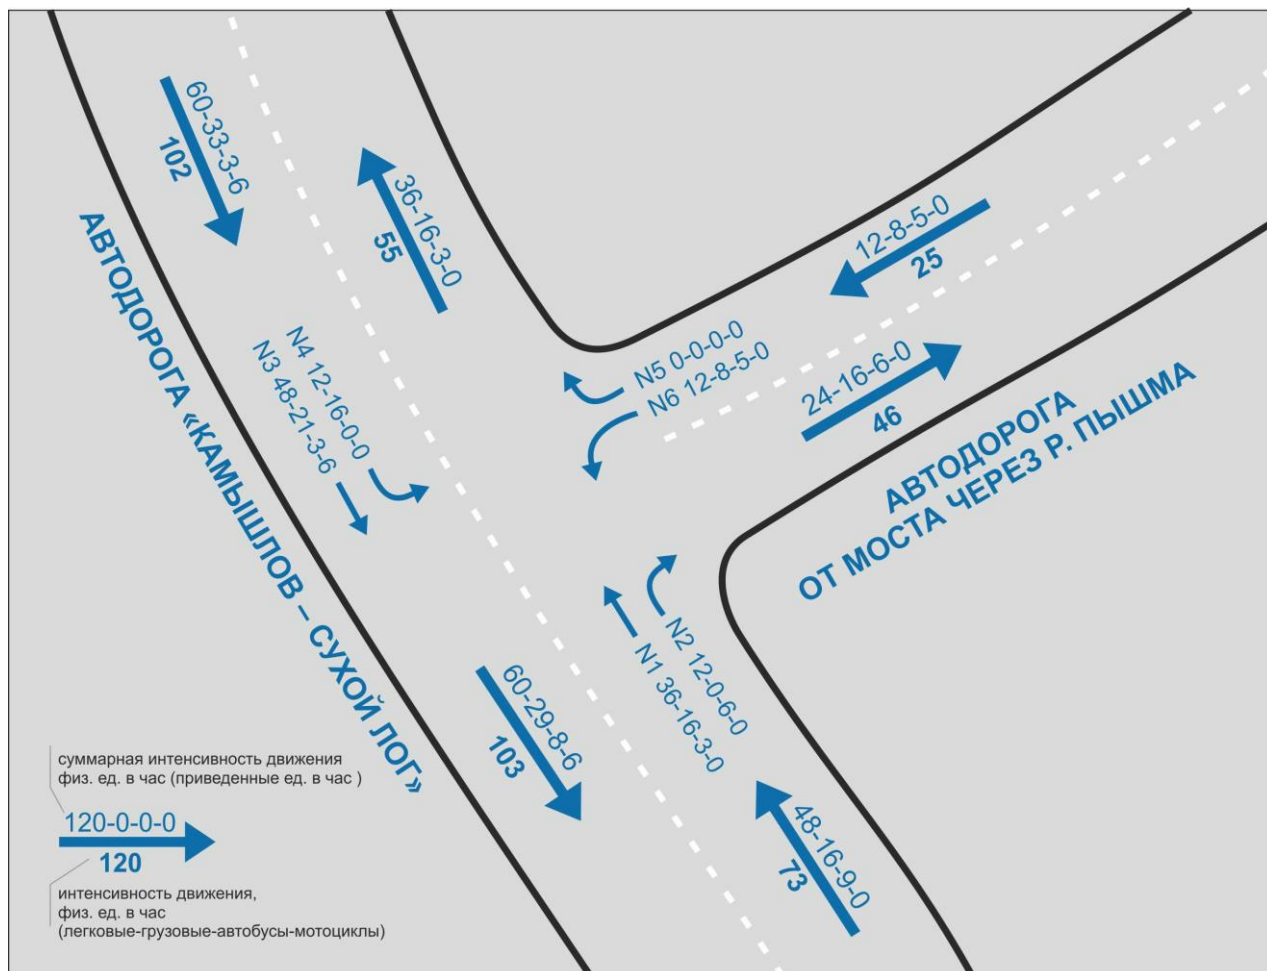 60-33-3-6
102
36-16-3-0
55
12-8-5-0
25
АВТОДОРОГА «КАМЫШЛОВ – СУХОЙ ЛОГ»
N4 12-16-0-0
N3 48-21-3-6
N5 0-0-0-0
N6 12-8-5-0
24-16-6-0
46
АВТОДОРОГА
ОТ МОСТА ЧЕРЕЗ Р. ПЫШМА
N2 12-0-6-0
N1 36-16-3-0
60-29-8-6
103
48-16-9-0
73
суммарная интенсивность движения
физ. ед. в час (приведенные ед. в час )
120-0-0-0
120
интенсивность движения,
физ. ед. в час
(легковые-грузовые-автобусы-мотоциклы)